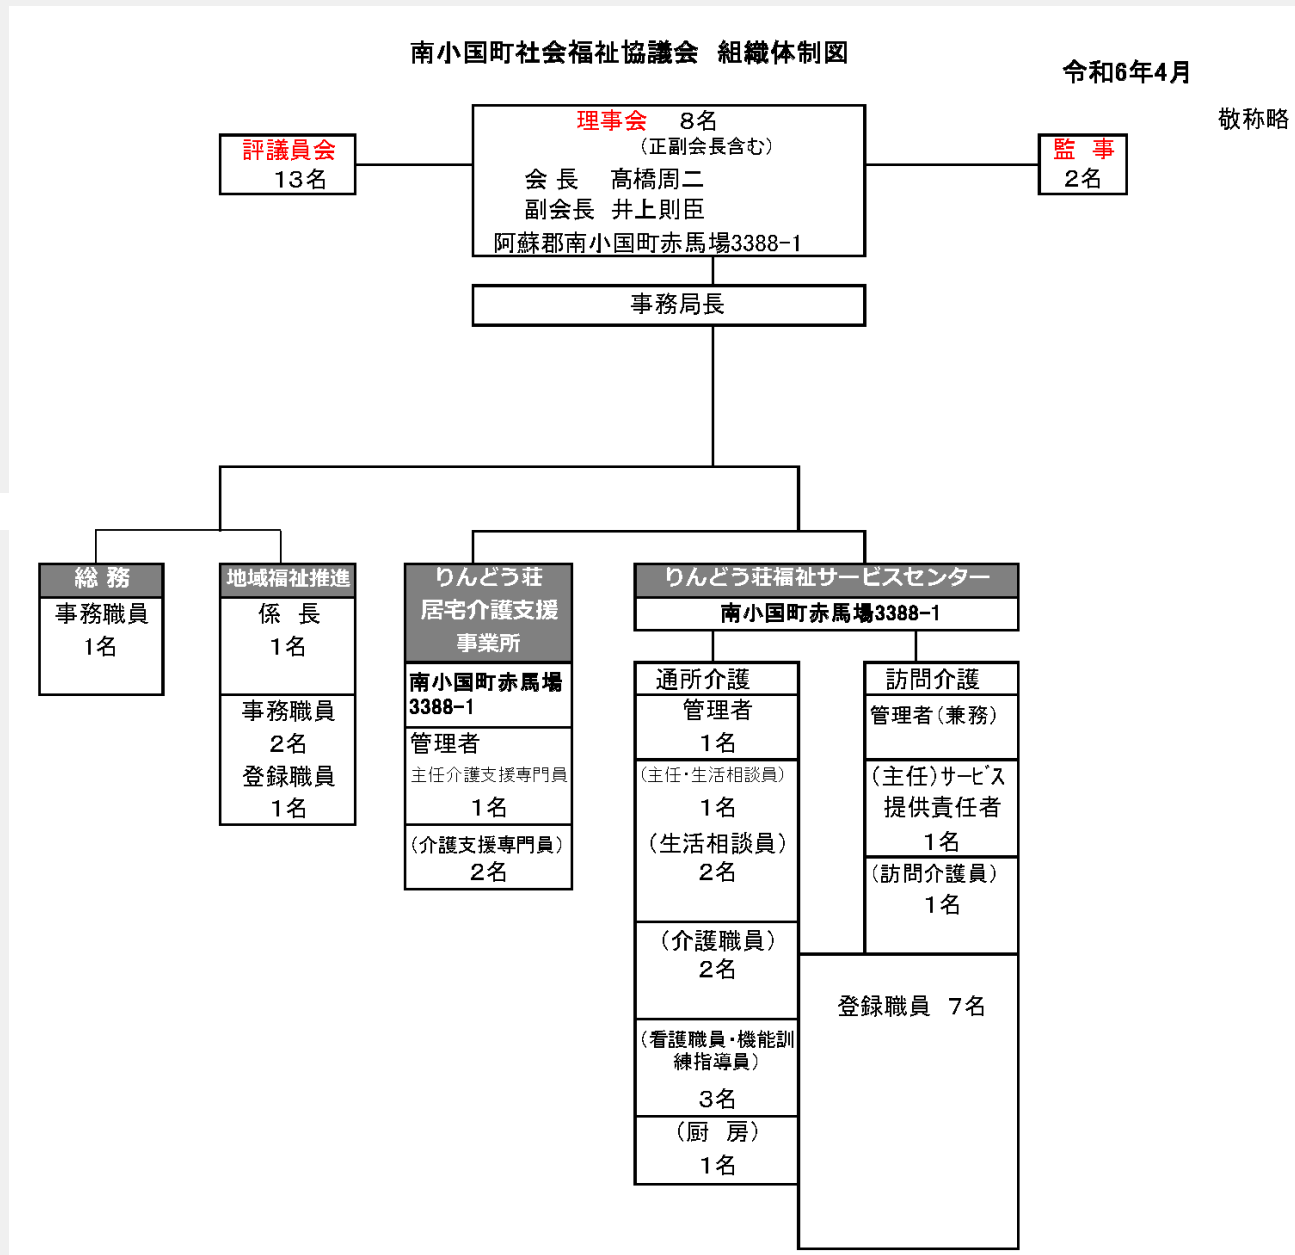 南小国町社会福祉協議会 組織体制図
令和6年4月
敬称略
理事会 8名
(正副会長含む)
会 長 髙橋周二
副会長 井上則臣
阿蘇郡南小国町赤馬場3388-1
評議員会
13名
監 事
2名
事務局長
総 務
事務職員
1名
地域福祉推進
係 長
1名
事務職員
2名
登録職員
1名
りんどう荘
居宅介護支援
事業所
南小国町赤馬場
3388-1
管理者
主任介護支援専門員
1名
(介護支援専門員)
2名
りんどう荘福祉サービスセンター
南小国町赤馬場3388-1
通所介護
管理者
1名
(主任・生活相談員)
1名
(生活相談員)
2名
(介護職員)
2名
(看護職員・機能訓
練指導員)
3名
(厨 房)
1名
訪問介護
管理者(兼務)
(主任)サービス
提供責任者
1名
(訪問介護員)
1名
登録職員 7名